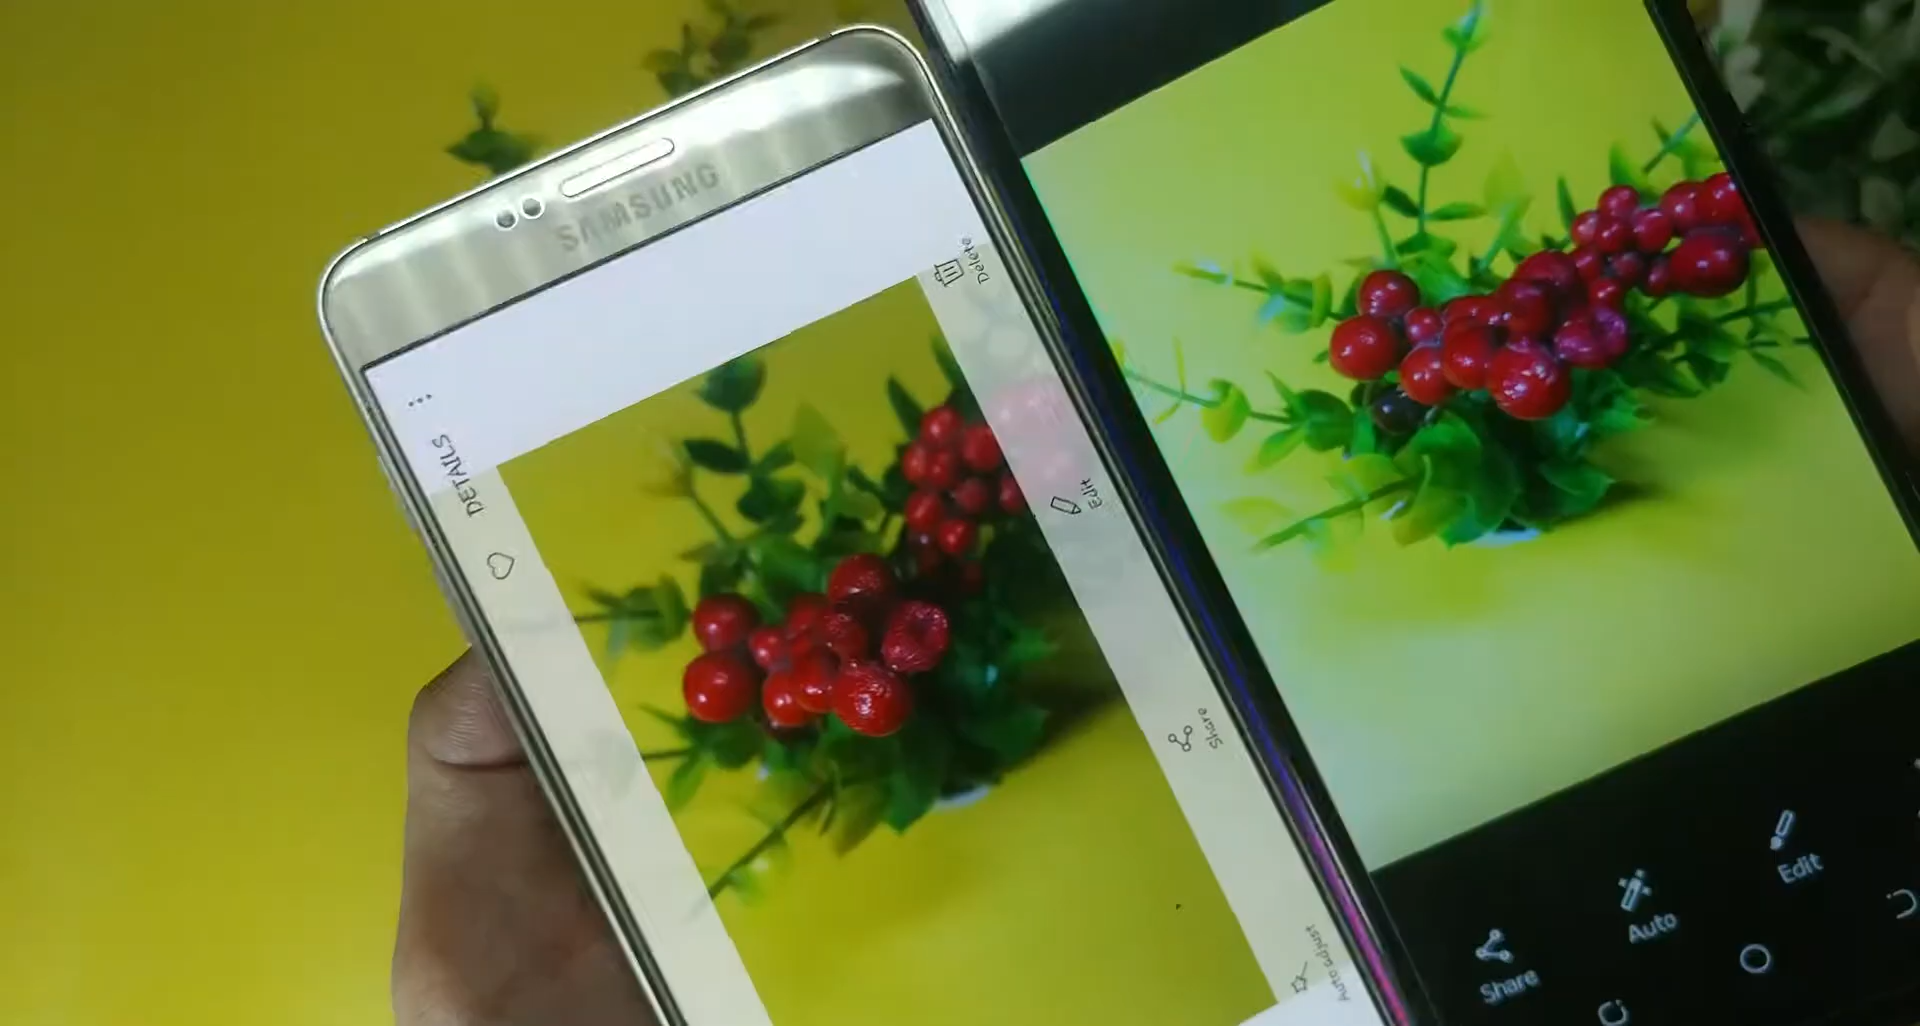 SAMSUNG
DETAILS
Delete
Edit
Share
Auto adjust
Share
Auto
Edit